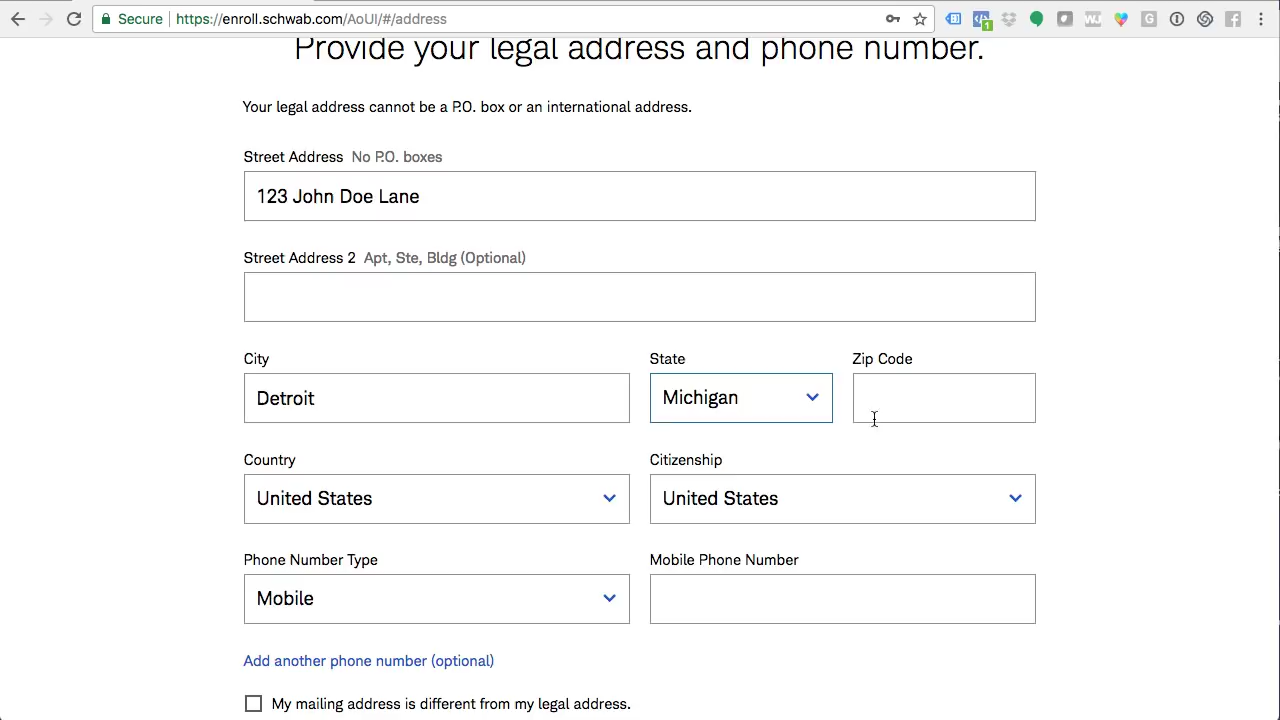 Secure https://enroll.schwab.com/AoUI/#/address
1
Provide your legal address and phone number.
Your legal address cannot be a P.O. box or an international address.
Street Address No P.O. boxes
123 John Doe Lane
Street Address 2 Apt, Ste, Bldg (Optional)
City State Zip Code
Detroit Michigan
Country Citizenship
United States United States
Phone Number Type Mobile Phone Number
Mobile
Add another phone number (optional)
My mailing address is different from my legal address.